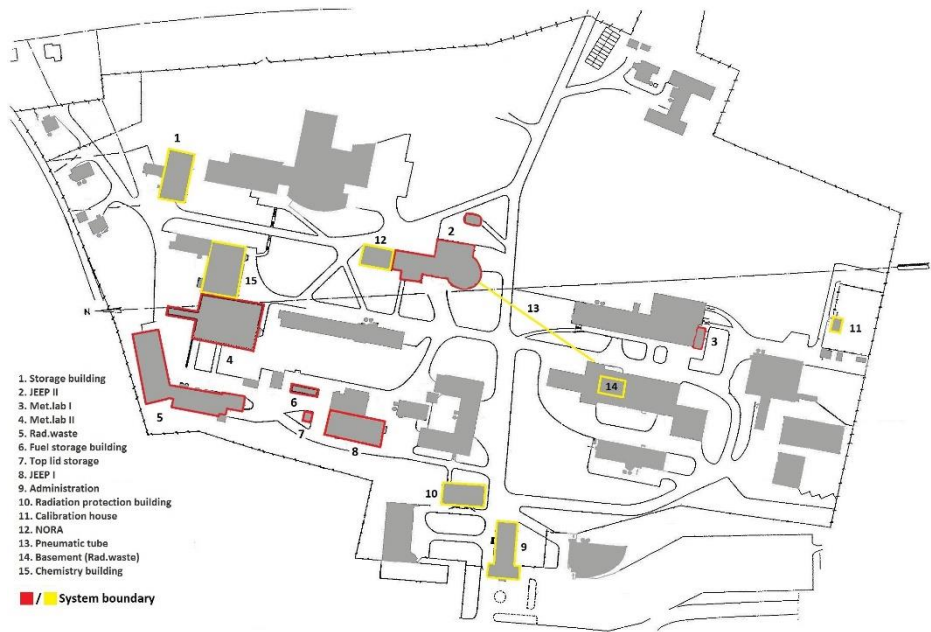 1
2
12
15
13
N
11
3
4
14
6
5
7
8
10
9
1. Storage building
2. JEEP II
3. Met.lab I
4. Met.lab II
5. Rad.waste
6. Fuel storage building
7. Top lid storage
8. JEEP I
9. Administration
10. Radiation protection building
11. Calibration house
12. NORA
13. Pneumatic tube
14. Basement (Rad.waste)
15. Chemistry building
/ System boundary